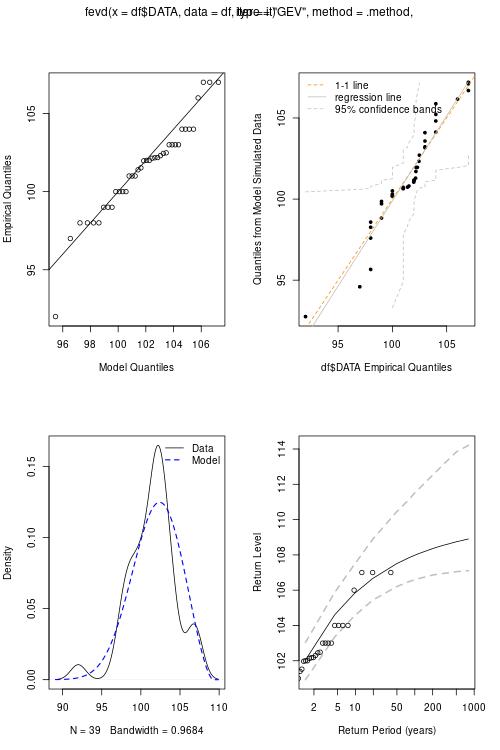 fevd(x = df$DATA, data = df, type = "GEV", method = .method,
Empirical Quantiles
95
100
105
96 98 100 102 104 106
Model Quantiles
1-1 line
regression line
95% confidence bands
Quantiles from Model Simulated Data
95
100
105
95 100 105
df$DATA Empirical Quantiles
Data
Model
Density
0.00
0.05
0.10
0.15
90 95 100 105 110
N = 39 Bandwidth = 0.9684
Return Level
102
104
106
108
110
112
114
2 5 10 50 200 1000
Return Period (years)